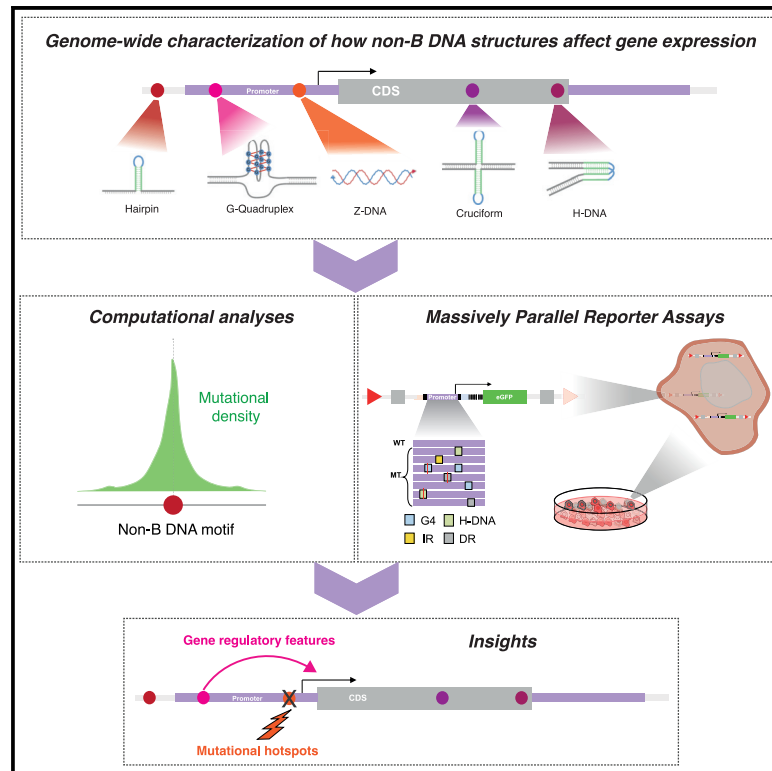 Genome-wide characterization of how non-B DNA structures affect gene expression
Promoter
CDS
Hairpin
G-Quadruplex
Z-DNA
Cruciform
H-DNA
Computational analyses
Mutational
density
Non-B DNA motif
Massively Parallel Reporter Assays
Promoter
eGFP
WT
MT
G4
H-DNA
IR
DR
Gene regulatory features
Insights
Promoter
CDS
Mutational hotspots